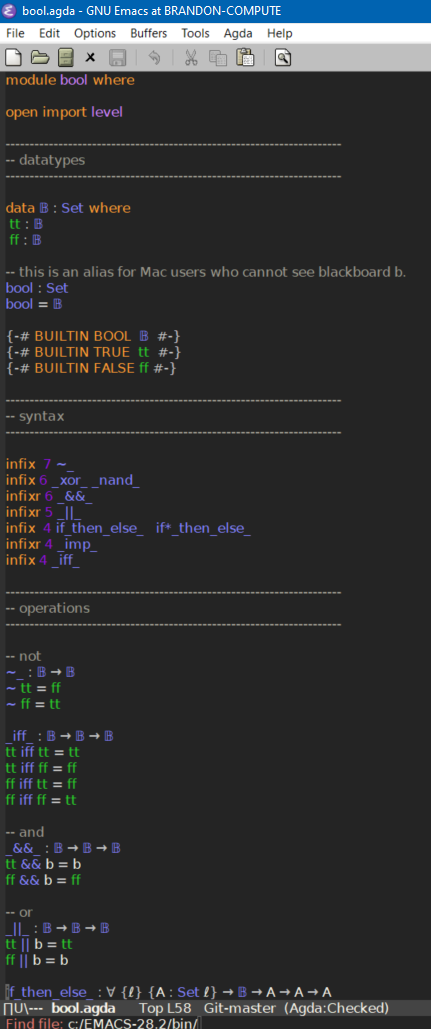 bool.agda - GNU Emacs at BRANDON-COMPUTE
File Edit Options Buffers Tools Agda Help
module bool where
open import level
----------------------------------------------------------------------
-- datatypes
----------------------------------------------------------------------
data 𝔹 : Set where
tt : 𝔹
ff : 𝔹
-- this is an alias for Mac users who cannot see blackboard b.
bool : Set
bool = 𝔹
{-# BUILTIN BOOL  𝔹  #-}
{-# BUILTIN TRUE  tt  #-}
{-# BUILTIN FALSE ff #-}
----------------------------------------------------------------------
-- syntax
----------------------------------------------------------------------
infix  7 ~_
infix 6 _xor_ _nand_
infixr 6 _&&_
infixr 5 _||_
infix  4 if_then_else_   if*_then_else_
infixr 4 _imp_
infix 4 _iff_
----------------------------------------------------------------------
-- operations
----------------------------------------------------------------------
-- not
~_ : 𝔹 → 𝔹
~ tt = ff
~ ff = tt
_iff_ : 𝔹 → 𝔹 → 𝔹
tt iff tt = tt
tt iff ff = ff
ff iff tt = ff
ff iff ff = tt
-- and
_&&_ : 𝔹 → 𝔹 → 𝔹
tt && b = b
ff && b = ff
-- or
_||_ : 𝔹 → 𝔹 → 𝔹
tt || b = tt
ff || b = b
if_then_else_ : ∀ {ℓ} {A : Set ℓ} → 𝔹 → A → A → A
∏U\--- bool.agda Top L58 Git-master (Agda:Checked)
Find file: c:/EMACS-28.2/bin/